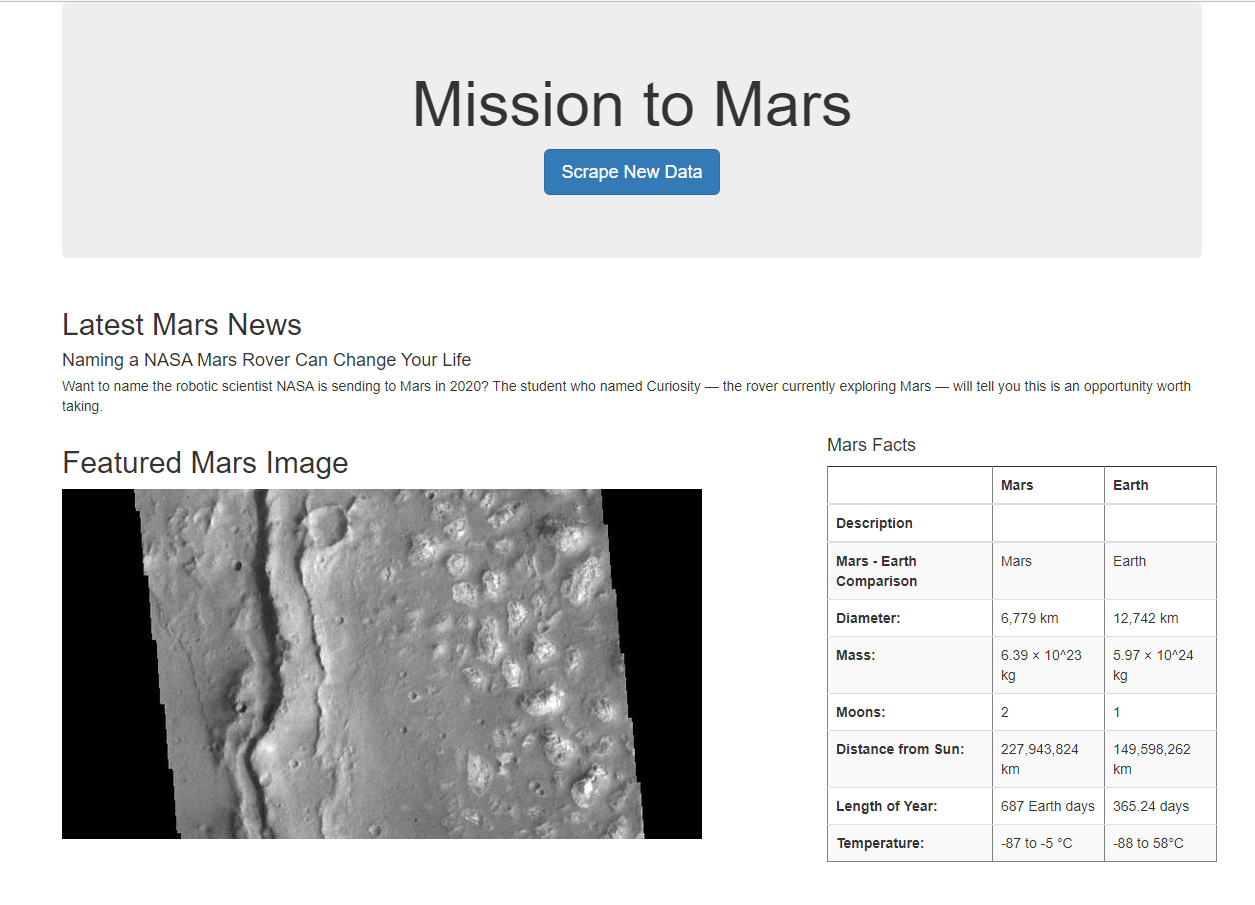 Mission to Mars
Scrape New Data
Latest Mars News
Naming a NASA Mars Rover Can Change Your Life
Want to name the robotic scientist NASA is sending to Mars in 2020? The student who named Curiosity — the rover currently exploring Mars — will tell you this is an opportunity worth
taking.
Featured Mars Image
Mars Facts
Mars Earth
Description
Mars - Earth Mars Earth
Comparison
Diameter: 6,779 km 12,742 km
Mass: 6.39 × 10^23 5.97 × 10^24
kg kg
Moons: 2 1
Distance from Sun: 227,943,824 149,598,262
km km
Length of Year: 687 Earth days 365.24 days
Temperature: -87 to -5 °C -88 to 58°C